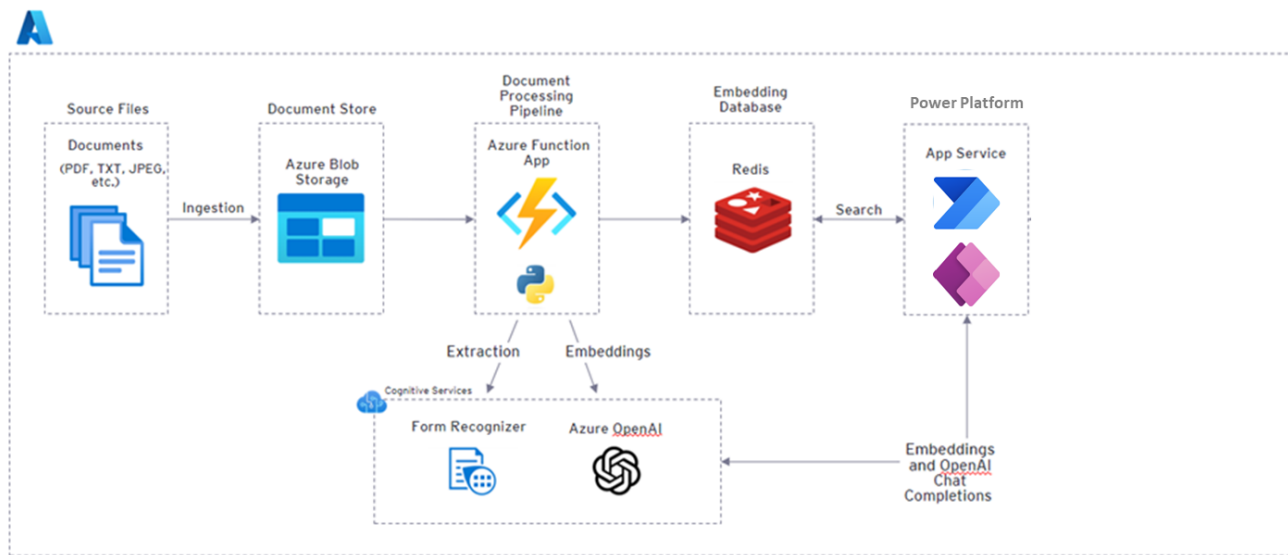 Source Files
Documents
(PDF, TXT, JPEG,
etc.)
Ingestion
Document Store
Azure Blob
Storage
Document
Processing
Pipeline
Azure Function
App
Embedding
Database
Redis
Search
Power Platform
App Service
Extraction
Embeddings
Cognitive Services
Form Recognizer
Azure OpenAI
Embeddings
and OpenAI
Chat
Completions